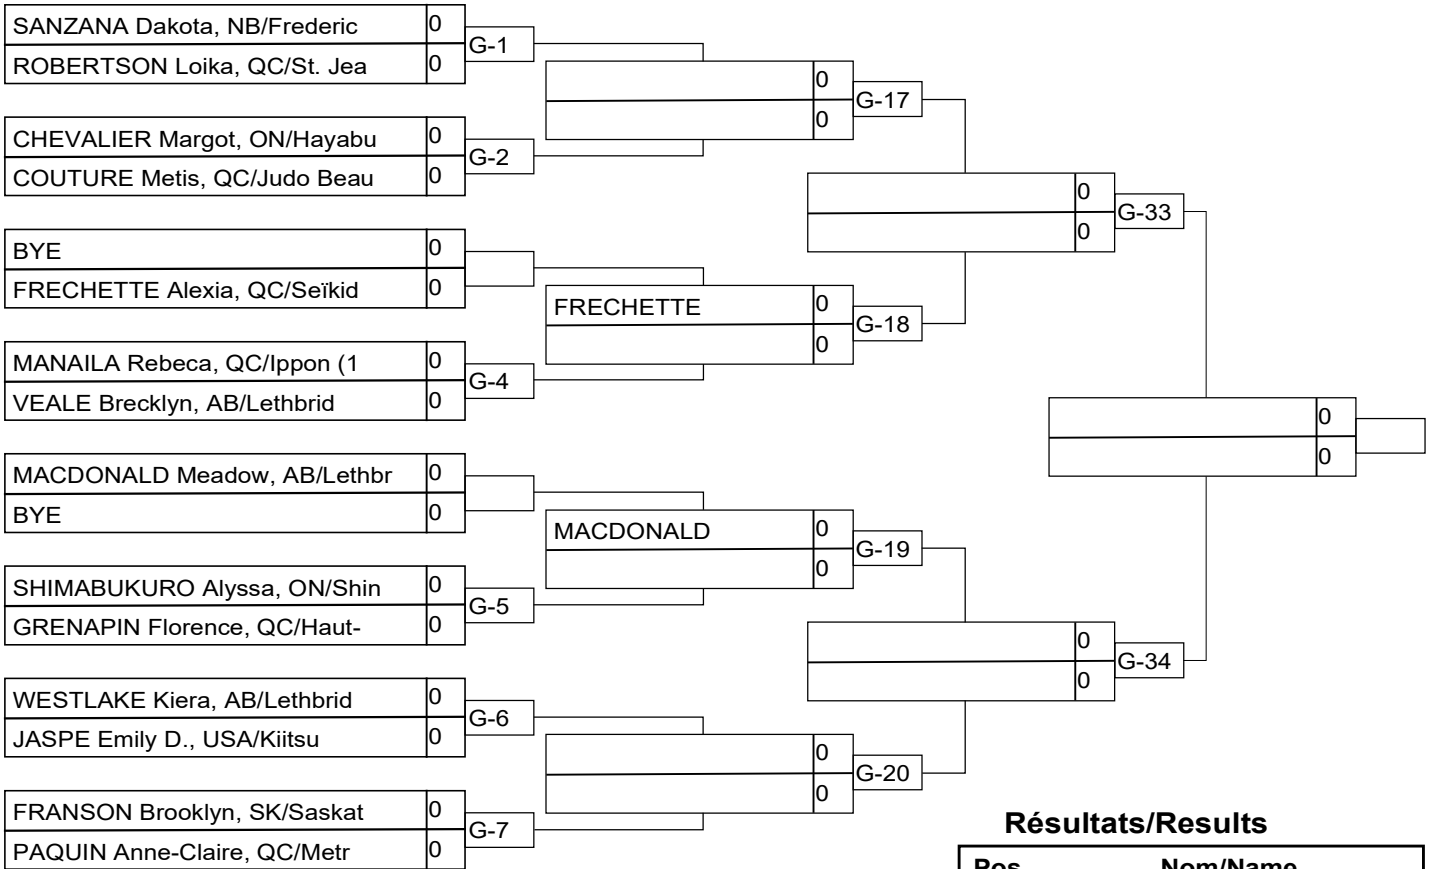 SANZANA Dakota, NB/Frederic 0
G-1
ROBERTSON Loika, QC/St. Jea 0
0
G-17
0
CHEVALIER Margot, ON/Hayabu 0
G-2
COUTURE Metis, QC/Judo Beau 0
0
G-33
0
BYE 0
FRECHETTE Alexia, QC/Seïkid 0
FRECHETTE 0
G-18
0
MANAILA Rebeca, QC/Ippon (1 0
G-4
VEALE Brecklyn, AB/Lethbrid 0
0
0
MACDONALD Meadow, AB/Lethbr 0
BYE 0
MACDONALD 0
G-19
0
SHIMABUKURO Alyssa, ON/Shin 0
G-5
GRENAPIN Florence, QC/Haut- 0
0
G-34
0
WESTLAKE Kiera, AB/Lethbrid 0
G-6
JASPE Emily D., USA/Kiitsu 0
0
G-20
0
FRANSON Brooklyn, SK/Saskat 0
G-7
PAQUIN Anne-Claire, QC/Metr 0
Résultats/Results
Pos Nom/Name